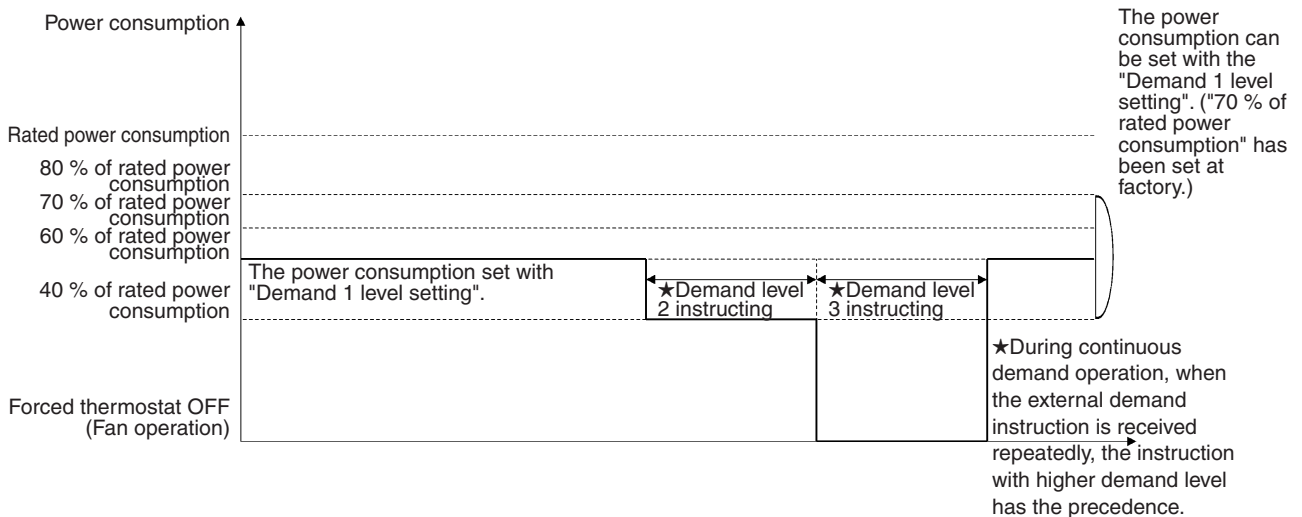 Power consumption
The power
consumption can
be set with the
"Demand 1 level
setting". ("70 % of
rated power
consumption" has
been set at
factory.)
Rated power consumption
80 % of rated power
consumption
70 % of rated power
consumption
60 % of rated power
consumption
The power consumption set with
"Demand 1 level setting".
40 % of rated power
consumption
★Demand level
2 instructing
★Demand level
3 instructing
★During continuous
demand operation, when
the external demand
instruction is received
repeatedly, the instruction
with higher demand level
has the precedence.
Forced thermostat OFF
(Fan operation)